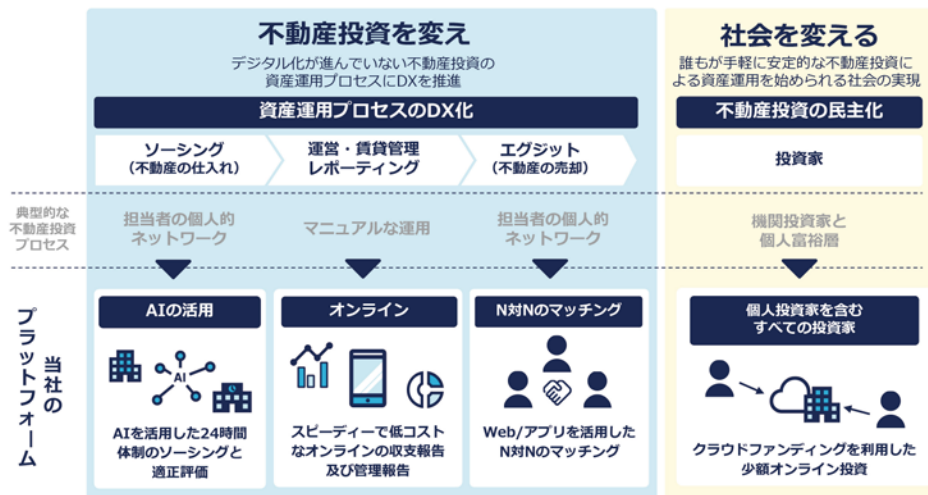 不動産投資を変え
デジタル化が進んでいない不動産投資の
資産運用プロセスにDXを推進
資産運用プロセスのDX化
ソーシング
（不動産の仕入れ）
運営・賃貸管理
レポーティング
エグジット
（不動産の売却）
社会を変える
誰もが手軽に安定的な不動産投資に
よる資産運用を始められる社会の実現
不動産投資の民主化
投資家
典型的な
不動産投資
プロセス
担当者の個人的
ネットワーク
マニュアルな運用
担当者の個人的
ネットワーク
機関投資家と
個人富裕層
当社の
プラットフォーム
AIの活用
AI
AIを活用した24時間
体制のソーシングと
適正評価
オンライン
スピーディーで低コスト
なオンラインの収支報告
及び管理報告
N対Nのマッチング
Web/アプリを活用した
N対Nのマッチング
個人投資家を含む
すべての投資家
クラウドファンディングを利用した
少額オンライン投資